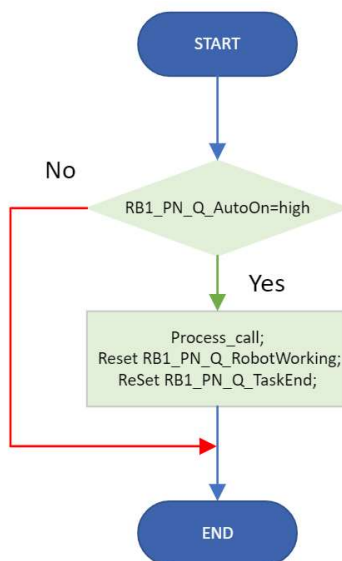 START
No
RB1_PN_Q_AutoOn=high
Yes
Process_call;
Reset RB1_PN_Q_RobotWorking;
ReSet RB1_PN_Q_TaskEnd;
END